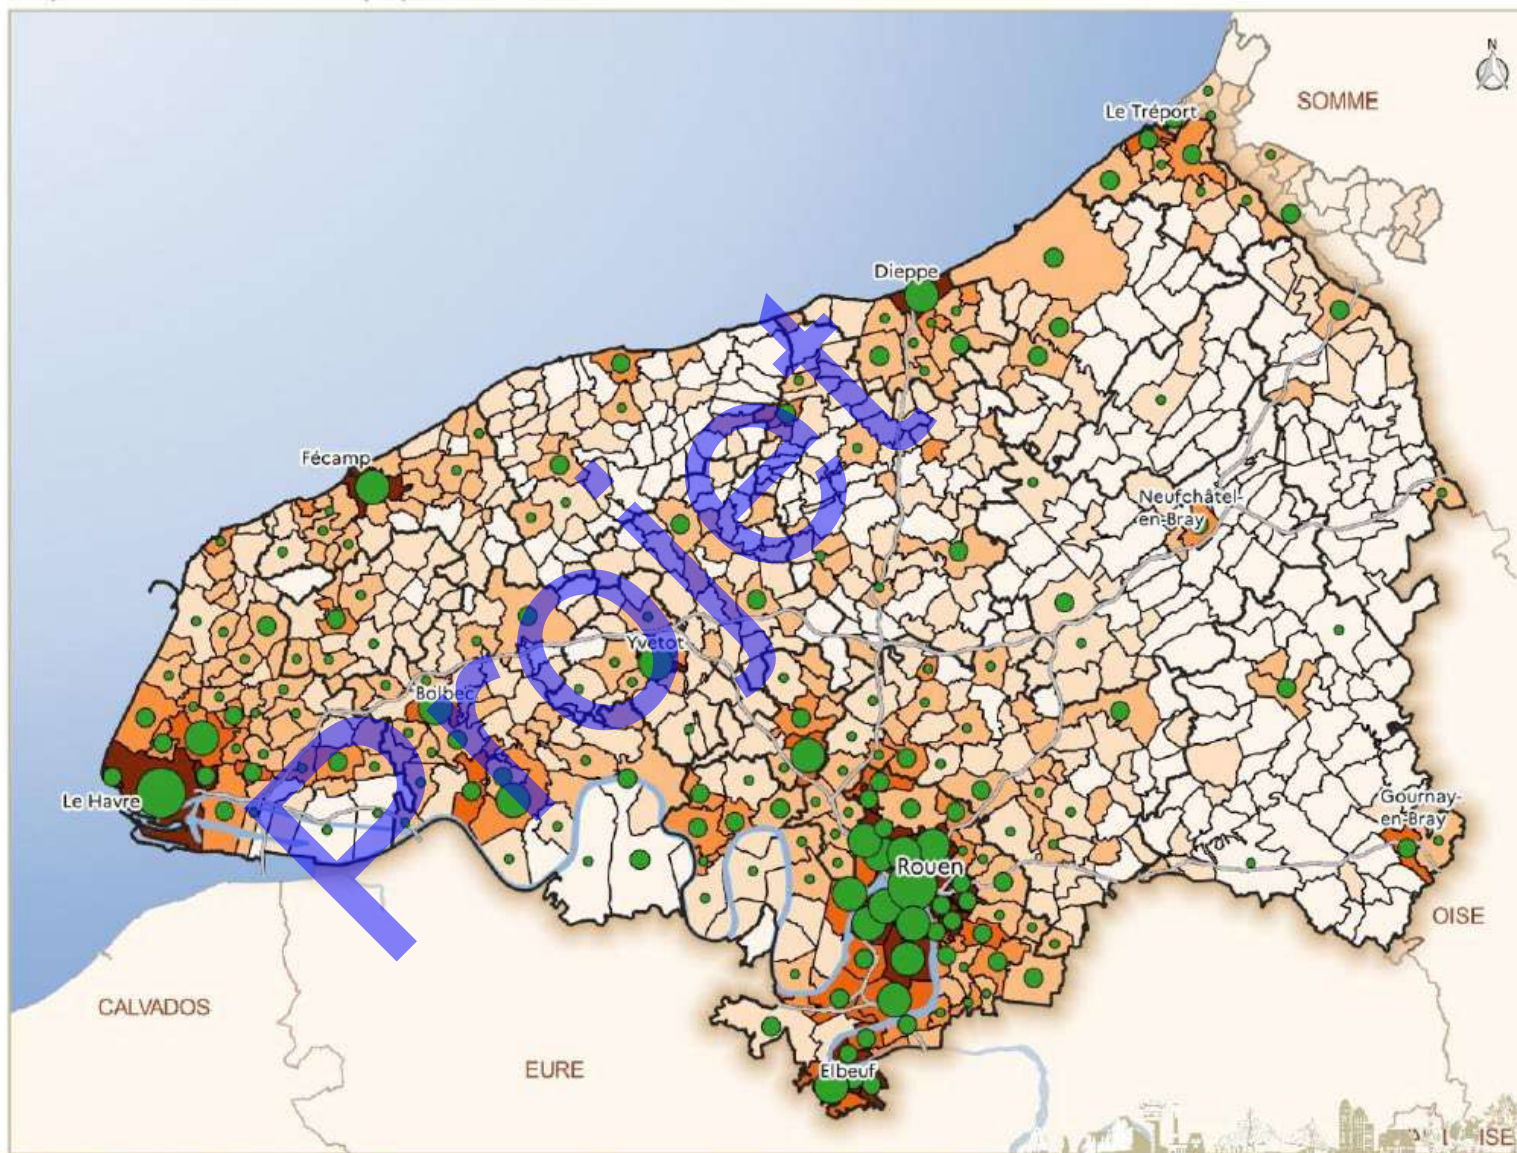 N
SOMME
Le Tréport
Dieppe
Fécamp
Neufchâtel-
en-Bray
Yvetot
Bolbec
Le Havre
Gournay-
en-Bray
Rouen
OISE
CALVADOS
EURE
Elbeuf
Projet